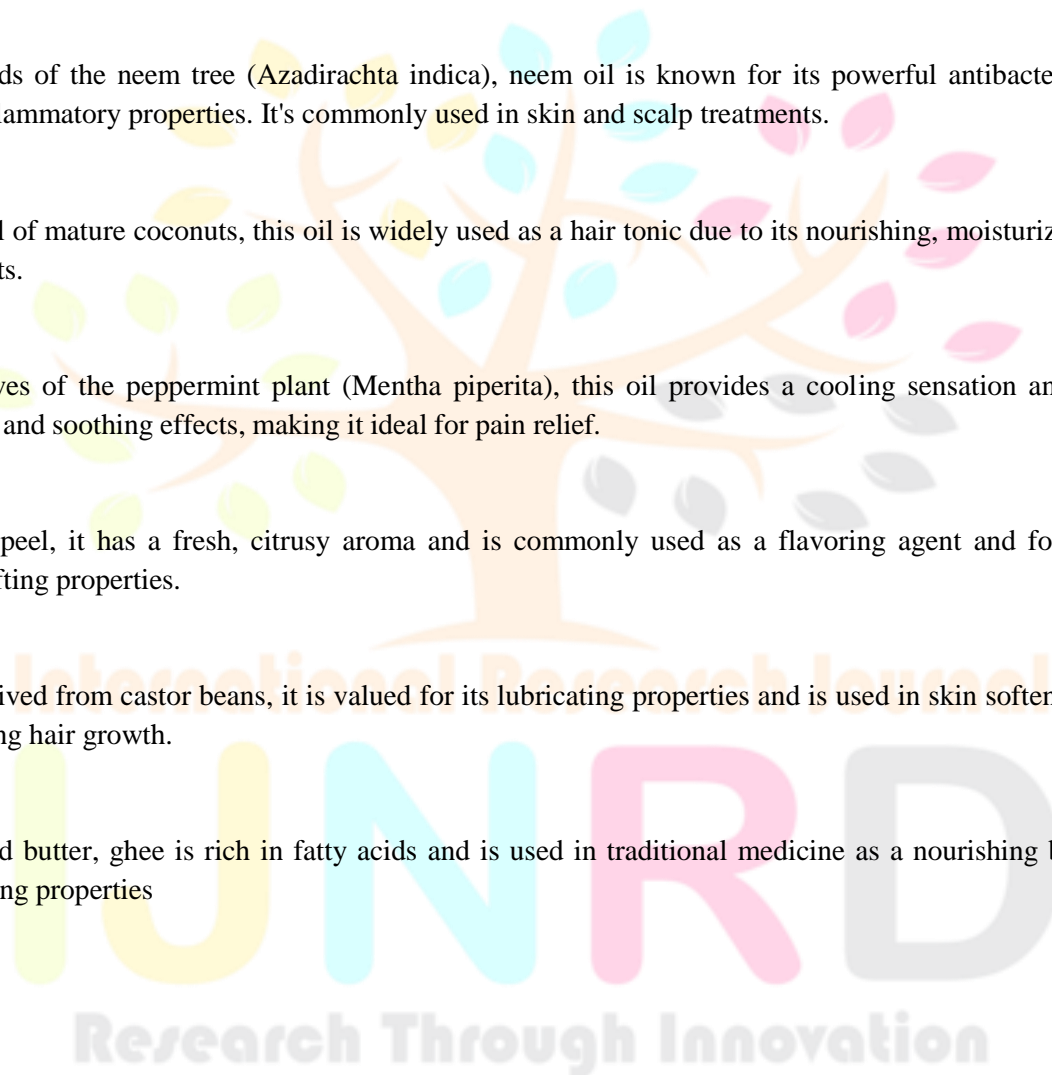 ds of the neem tree (Azadirachta indica), neem oil is known for its powerful antibacte
lammatory properties. It's commonly used in skin and scalp treatments.
l of mature coconuts, this oil is widely used as a hair tonic due to its nourishing, moisturiz
ts.
ves of the peppermint plant (Mentha piperita), this oil provides a cooling sensation an
and soothing effects, making it ideal for pain relief.
peel, it has a fresh, citrusy aroma and is commonly used as a flavoring agent and fo
fting properties.
International Research Journal
ived from castor beans, it is valued for its lubricating properties and is used in skin soften
ng hair growth.
d butter, ghee is rich in fatty acids and is used in traditional medicine as a nourishing b
ng properties
IJNRD
Research Through Innovation